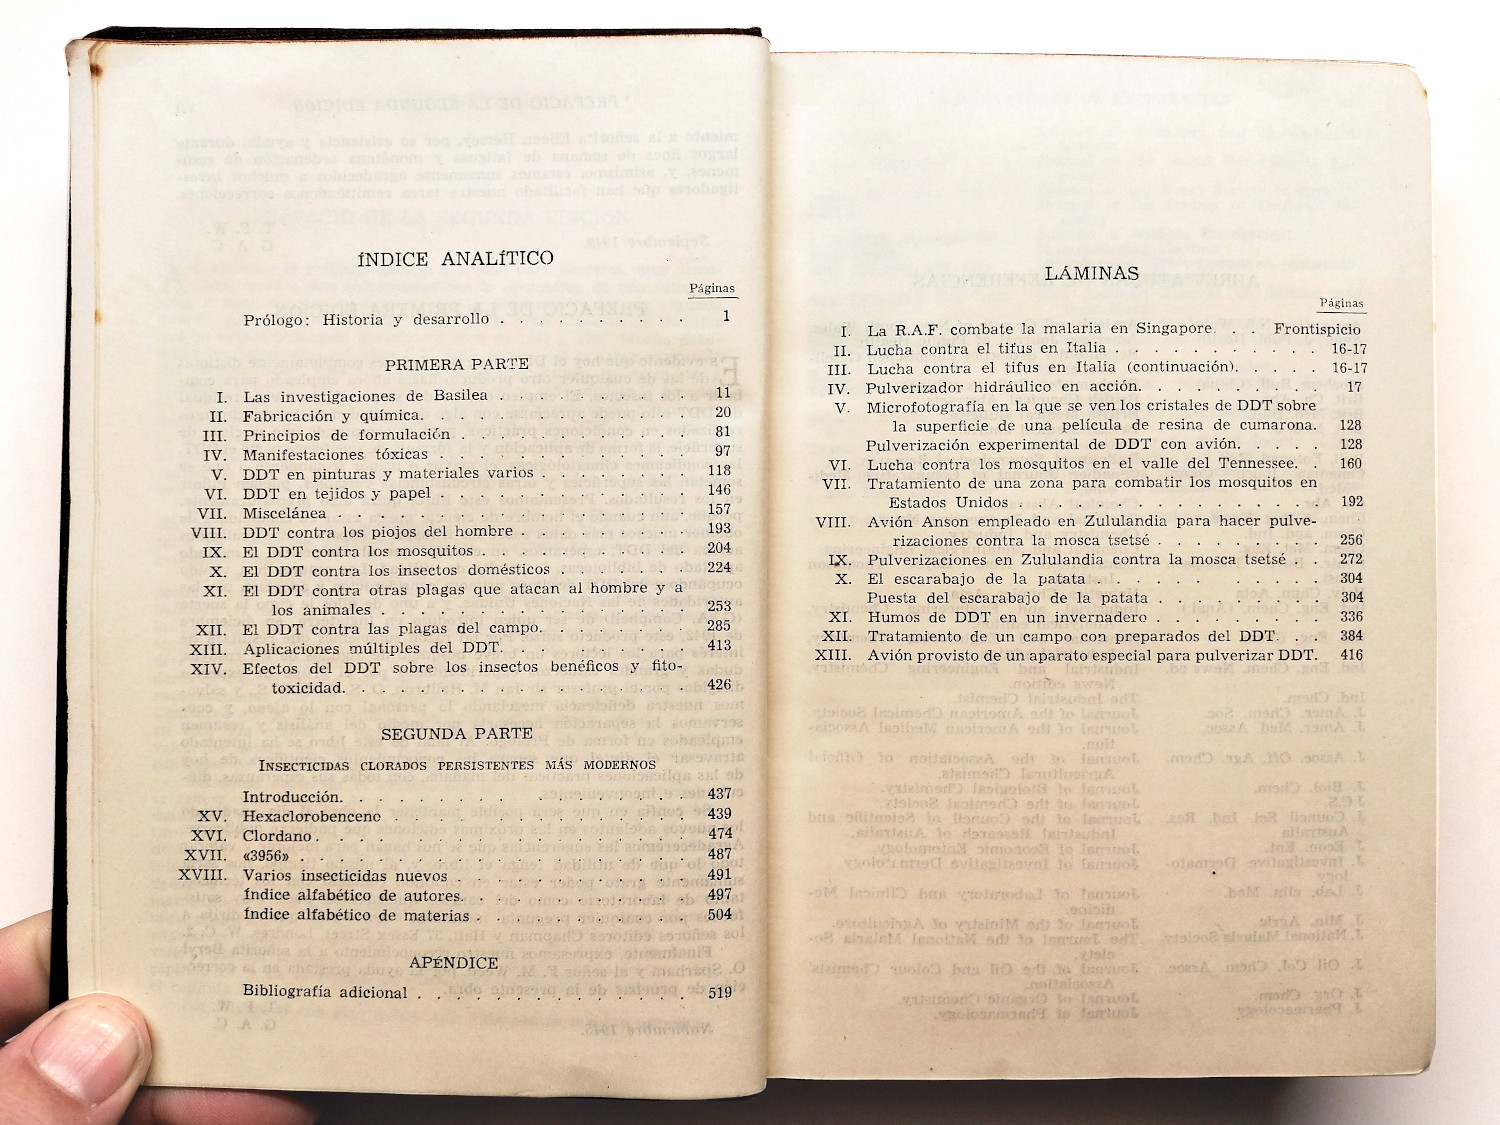 ÍNDICE ANALÍTICO
Páginas
Prólogo: Historia y desarrollo . . . . . . . . . . 1
PRIMERA PARTE
I. Las investigaciones de Basilea . . . . . . . . . . 11
II. Fabricación y química. . . . . . . . . . . . . . 20
III. Principios de formulación . . . . . . . . . . . . 81
IV. Manifestaciones tóxicas . . . . . . . . . . . . . 97
V. DDT en pinturas y materiales varios . . . . . . . . 118
VI. DDT en tejidos y papel . . . . . . . . . . . . . 146
VII. Miscelánea . . . . . . . . . . . . . . . . . . 157
VIII. DDT contra los piojos del hombre . . . . . . . . . 193
IX. El DDT contra los mosquitos . . . . . . . . . . . 204
X. El DDT contra los insectos domésticos . . . . . . . 224
XI. El DDT contra otras plagas que atacan al hombre y a
los animales . . . . . . . . . . . . . . . . 253
XII. El DDT contra las plagas del campo. . . . . . . . 285
XIII. Aplicaciones múltiples del DDT. . . . . . . . . . 413
XIV. Efectos del DDT sobre los insectos benéficos y fito-
toxicidad. . . . . . . . . . . . . . . . . . 426
SEGUNDA PARTE
INSECTICIDAS CLORADOS PERSISTENTES MÁS MODERNOS
Introducción. . . . . . . . . . . . . . . . . . 437
XV. Hexaclorobenceno . . . . . . . . . . . . . . . 439
XVI. Clordano . . . . . . . . . . . . . . . . . . . 474
XVII. «3956» . . . . . . . . . . . . . . . . . . . . 487
XVIII. Varios insecticidas nuevos . . . . . . . . . . . . 491
Índice alfabético de autores. . . . . . . . . . . . 497
Índice alfabético de materias . . . . . . . . . . . 504
APÉNDICE
Bibliografía adicional . . . . . . . . . . . . . . 519
LÁMINAS
Páginas
I. La R.A.F. combate la malaria en Singapore. . . Frontispicio
II. Lucha contra el tifus en Italia . . . . . . . . . . . 16-17
III. Lucha contra el tifus en Italia (continuación). . . . . 16-17
IV. Pulverizador hidráulico en acción. . . . . . . . . . 17
V. Microfotografía en la que se ven los cristales de DDT sobre
la superficie de una película de resina de cumarona. 128
Pulverización experimental de DDT con avión. . . . . 128
VI. Lucha contra los mosquitos en el valle del Tennessee. . 160
VII. Tratamiento de una zona para combatir los mosquitos en
Estados Unidos . . . . . . . . . . . . . . . 192
VIII. Avión Anson empleado en Zululandia para hacer pulve-
rizaciones contra la mosca tsetsé . . . . . . . . . 256
IX. Pulverizaciones en Zululandia contra la mosca tsetsé . . 272
X. El escarabajo de la patata . . . . . . . . . . . 304
Puesta del escarabajo de la patata . . . . . . . . 304
XI. Humos de DDT en un invernadero . . . . . . . . 336
XII. Tratamiento de un campo con preparados del DDT. . . 384
XIII. Avión provisto de un aparato especial para pulverizar DDT. 416